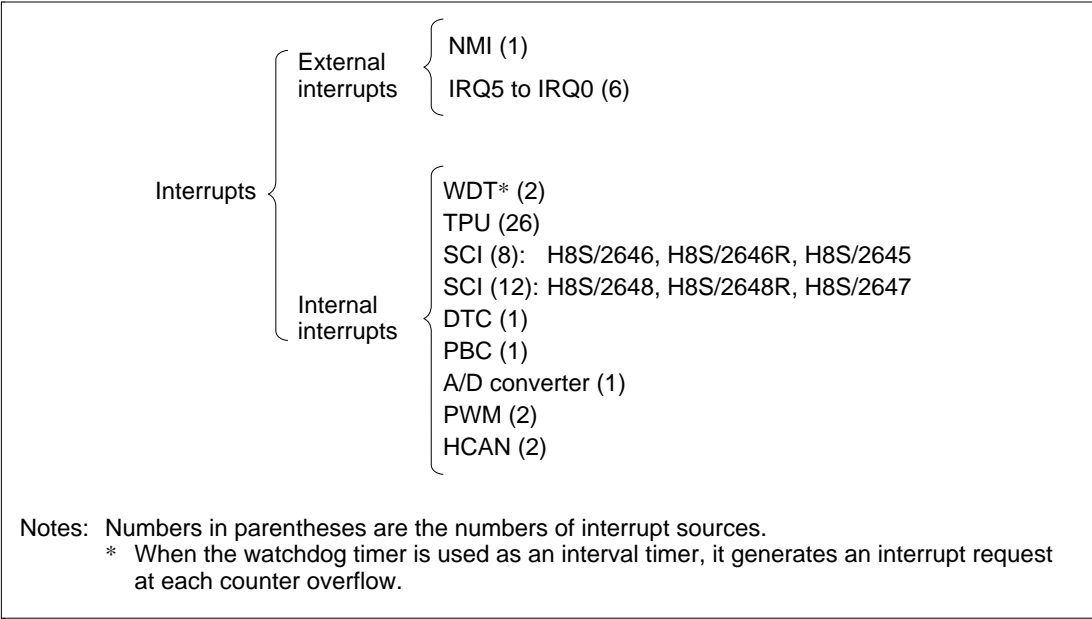 External
interrupts
NMI (1)
IRQ5 to IRQ0 (6)
Interrupts
Internal
interrupts
WDT* (2)
TPU (26)
SCI (8): H8S/2646, H8S/2646R, H8S/2645
SCI (12): H8S/2648, H8S/2648R, H8S/2647
DTC (1)
PBC (1)
A/D converter (1)
PWM (2)
HCAN (2)
Notes: Numbers in parentheses are the numbers of interrupt sources.
* When the watchdog timer is used as an interval timer, it generates an interrupt request
at each counter overflow.